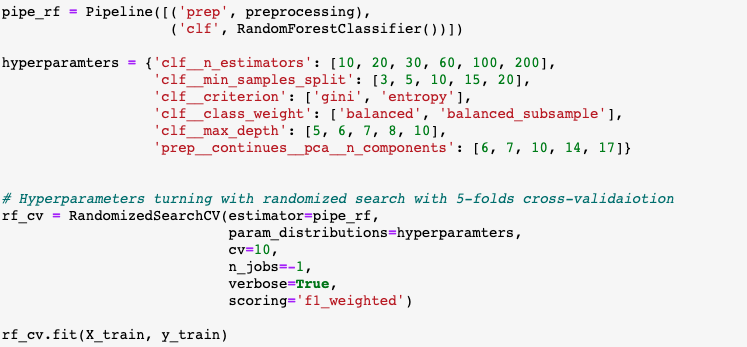 pipe_rf = Pipeline([('prep', preprocessing),
('clf', RandomForestClassifier())])
hyperparamters = {'clf__n_estimators': [10, 20, 30, 60, 100, 200],
'clf__min_samples_split': [3, 5, 10, 15, 20],
'clf__criterion': ['gini', 'entropy'],
'clf__class_weight': ['balanced', 'balanced_subsample'],
'clf__max_depth': [5, 6, 7, 8, 10],
'prep__continues__pca__n_components': [6, 7, 10, 14, 17]}
# Hyperparameters turning with randomized search with 5-folds cross-validaiotion
rf_cv = RandomizedSearchCV(estimator=pipe_rf,
param_distributions=hyperparamters,
cv=10,
n_jobs=-1,
verbose=True,
scoring='f1_weighted')
rf_cv.fit(X_train, y_train)